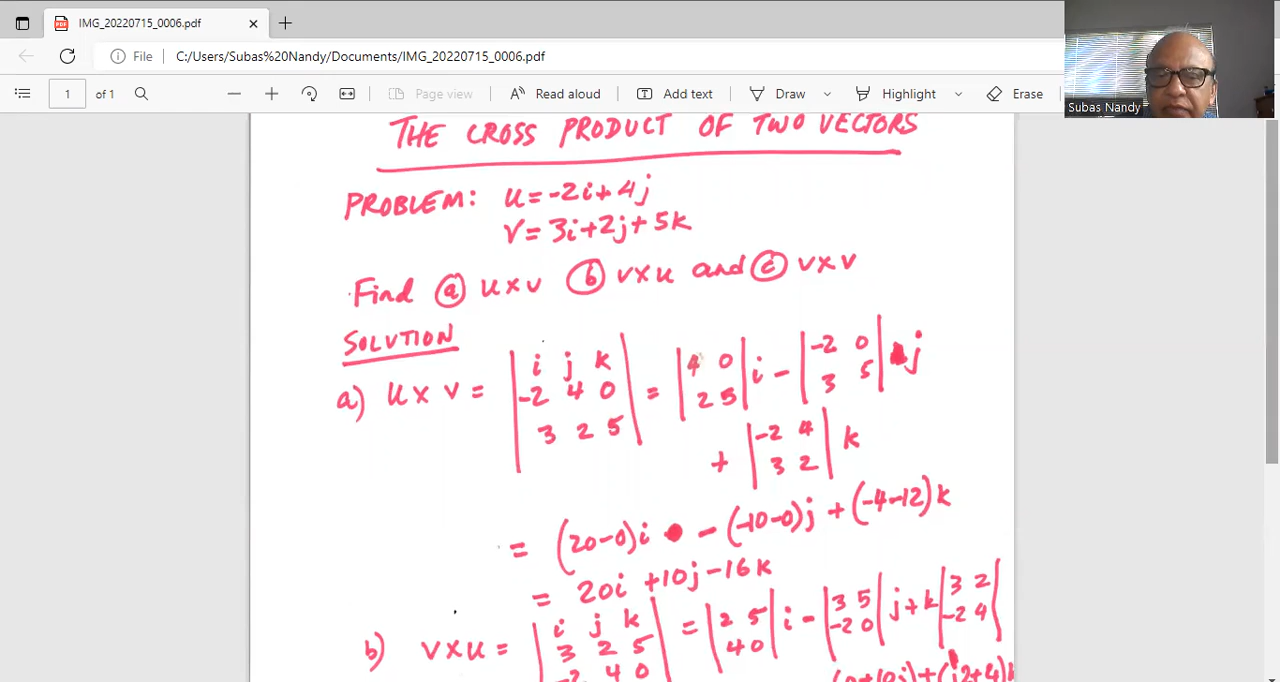 IMG_20220715_0006.pdf
File C:/Users/Subas%20Nandy/Documents/IMG_20220715_0006.pdf
1 of 1 Page view Read aloud Add text Draw Highlight Erase
Subas Nandy
THE CROSS PRODUCT OF TWO VECTORS
PROBLEM: u=-2i+4j
v=3i+2j+5k
Find (a) uxv (b) vxu and (c) vxv
SOLUTION
a) u x v = | i j k | = | 4 0 | i - | -2 0 | j
| -2 4 0 | | 2 5 | | 3 5 |
| 3 2 5 |
+ | -2 4 | k
| 3 2 |
= (20-0)i - (-10-0)j + (-4-12)k
= 20i +10j -16k
b) v x u = | i j k | = | 2 5 | i - | 3 5 | j + k | 3 2 |
| 3 2 5 | | 4 0 | | -2 0 | | -2 4 |
| -2 4 0 |